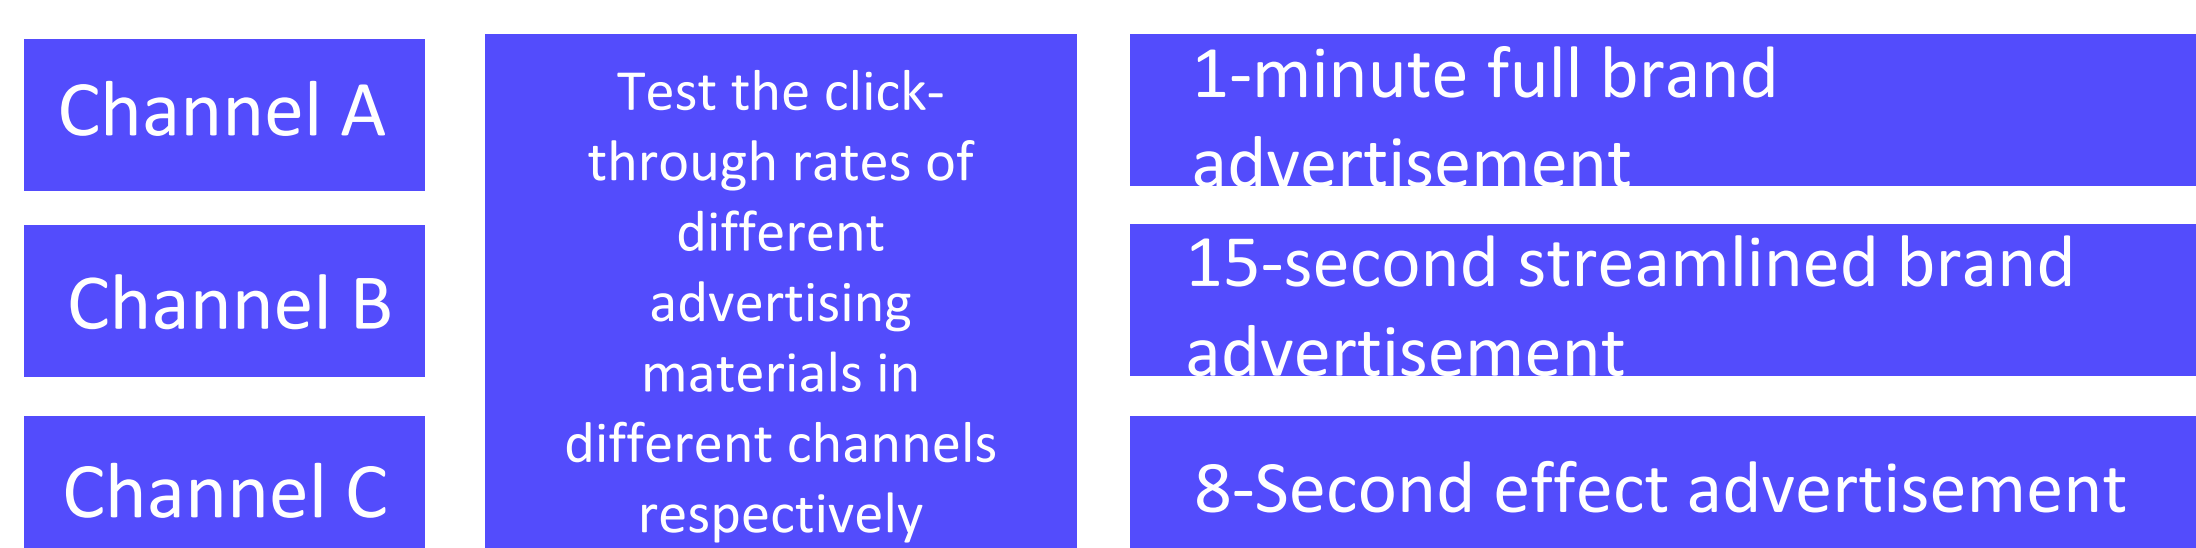 Channel A
Channel B
Channel C
Test the click-
through rates of
different
advertising
materials in
different channels
respectively
1-minute full brand
advertisement
15-second streamlined brand
advertisement
8-Second effect advertisement